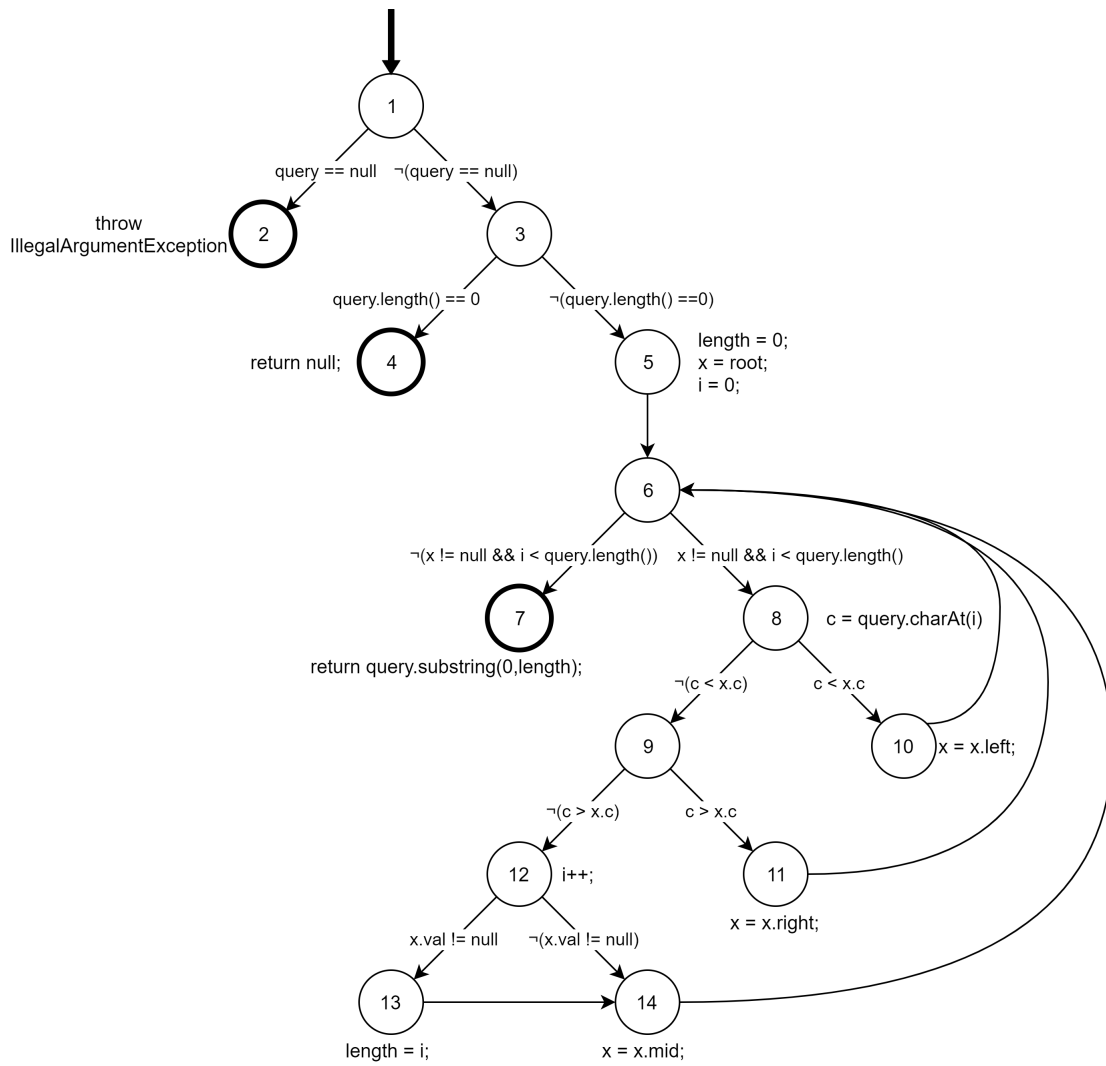 1
query == null
¬(query == null)
throw
IllegalArgumentException
2
3
query.length() == 0
¬(query.length() ==0)
return null;
4
5
length = 0;
x = root;
i = 0;
6
¬(x != null && i < query.length())
x != null && i < query.length()
7
8
c = query.charAt(i)
return query.substring(0,length);
¬(c < x.c)
c < x.c
9
10
x = x.left;
¬(c > x.c)
c > x.c
12
i++;
11
x = x.right;
x.val != null
¬(x.val != null)
13
14
length = i;
x = x.mid;